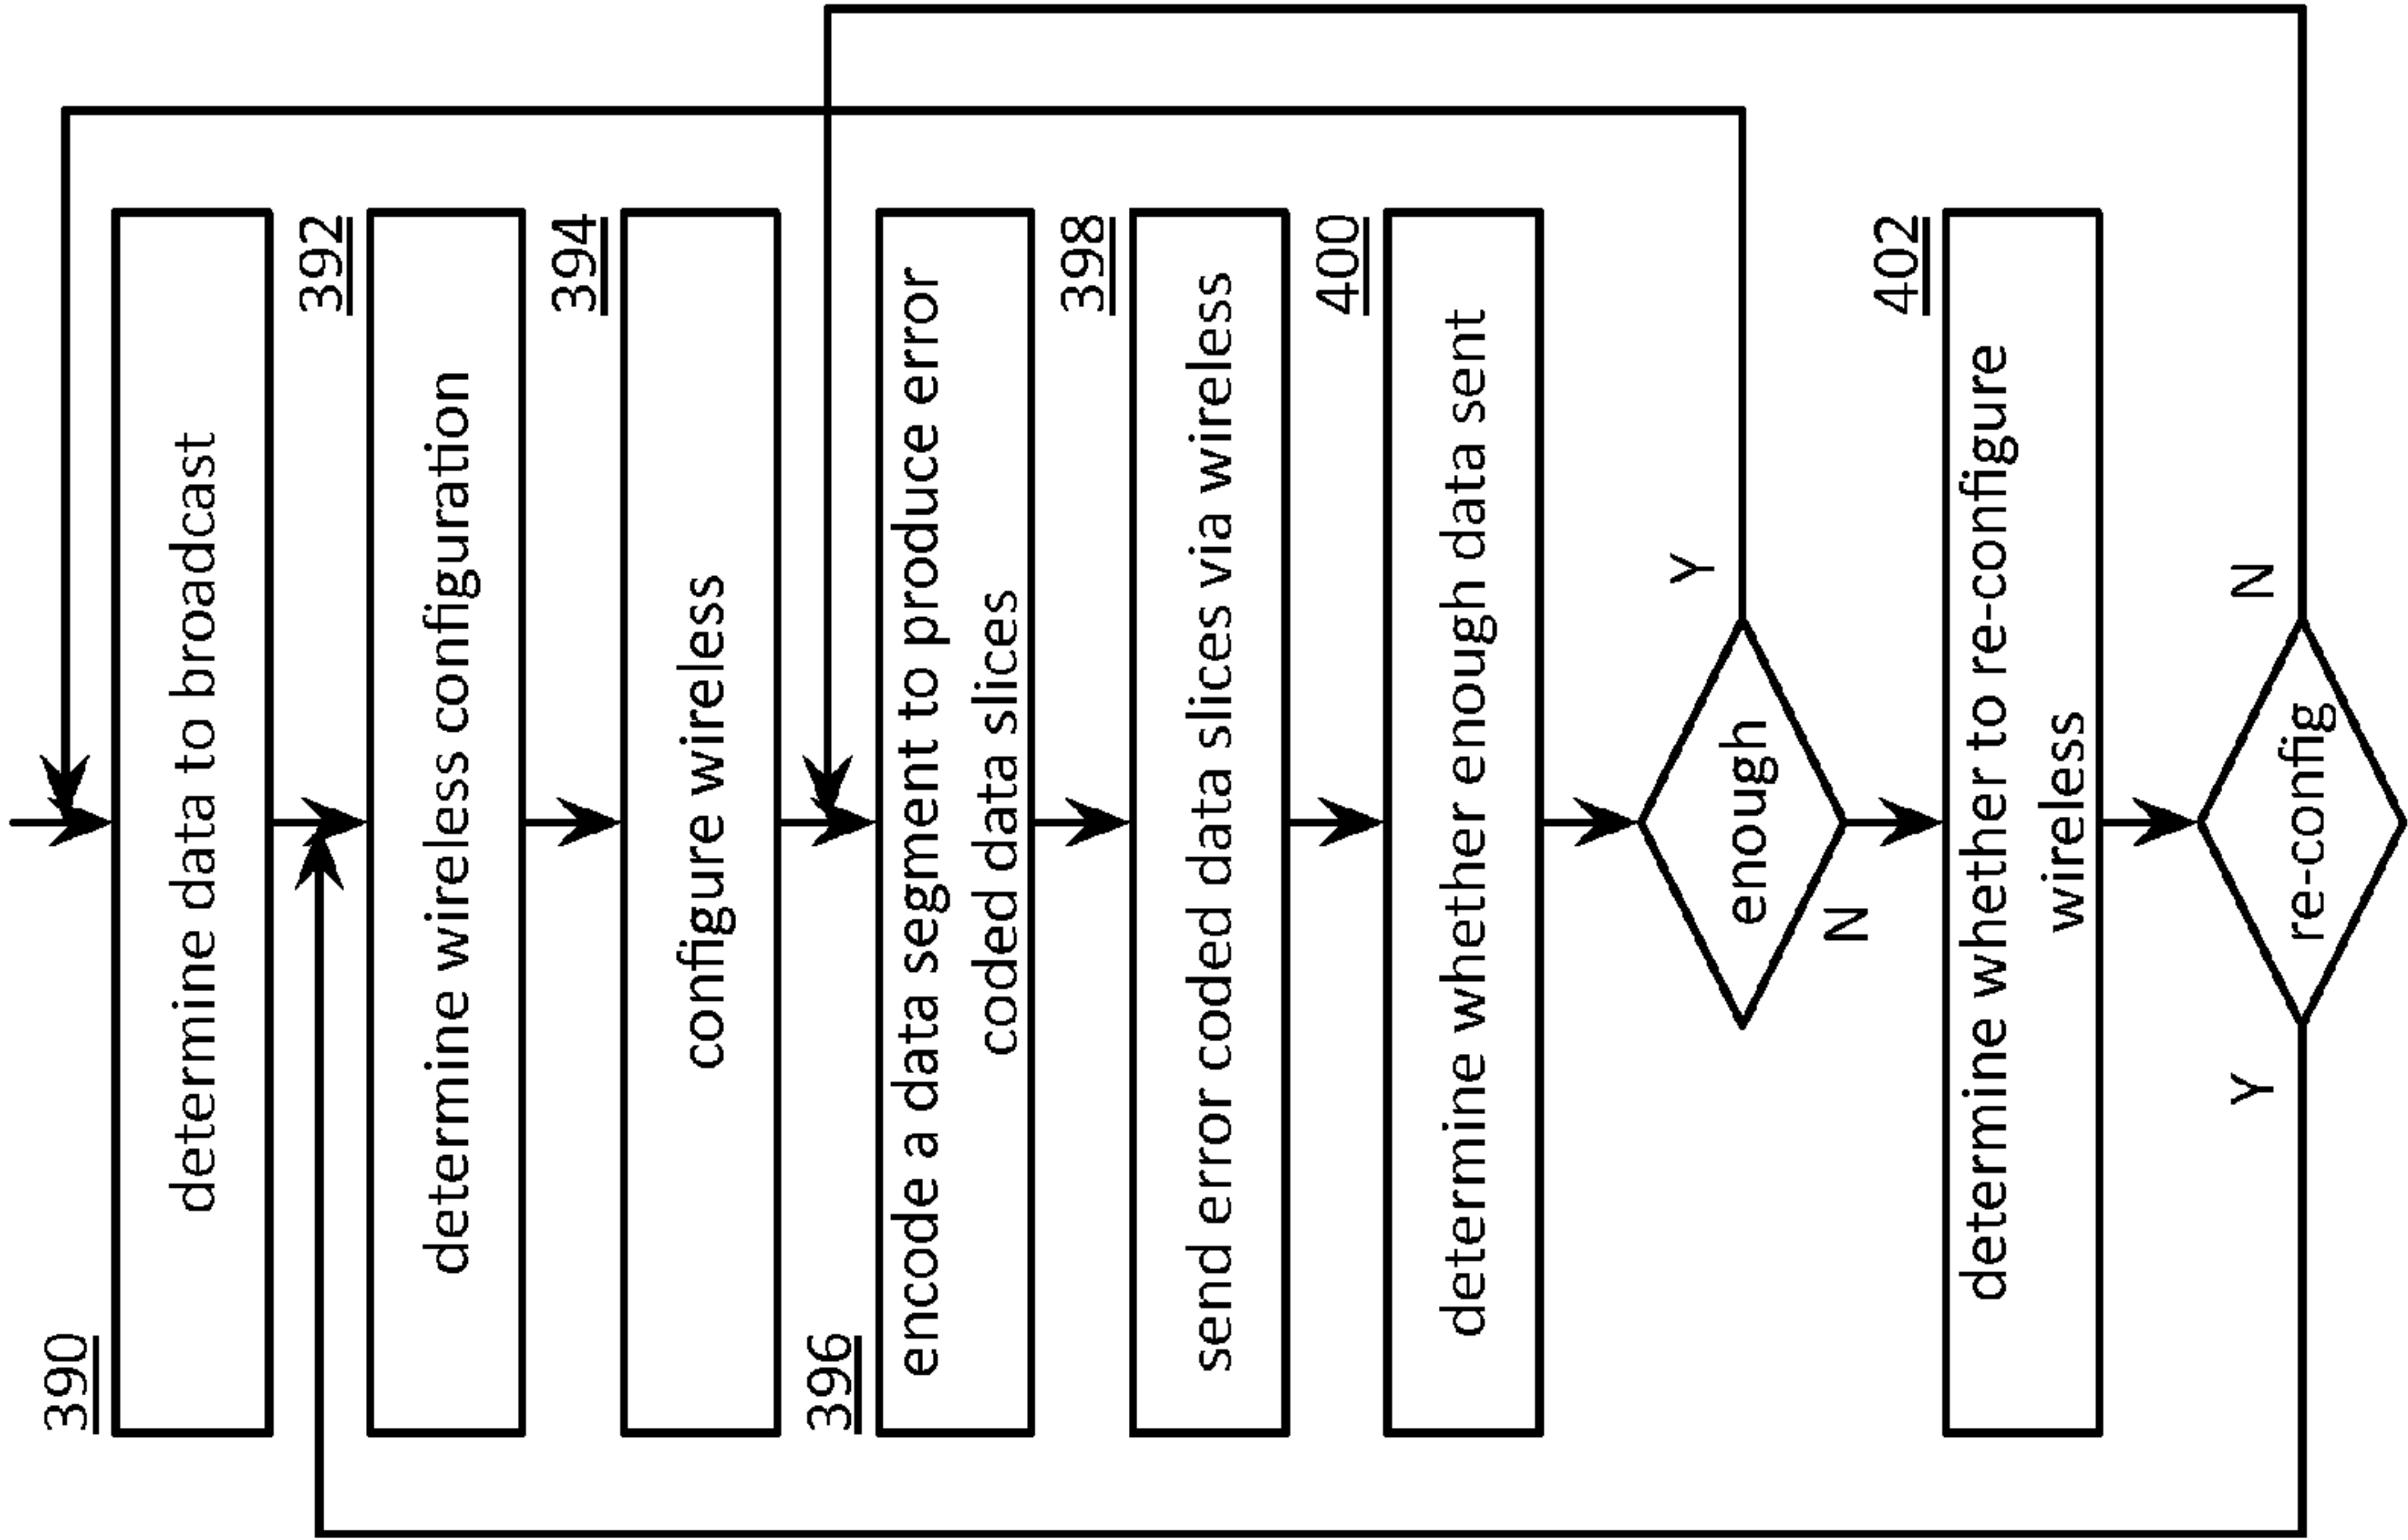 390
determine data to broadcast
392
determine wireless configuration
394
configure wireless
396
encode a data segment to produce error
coded data slices
398
send error coded data slices via wireless
400
determine whether enough data sent
enough
Y
N
402
determine whether to re-configure
wireless
Y
re-config
N